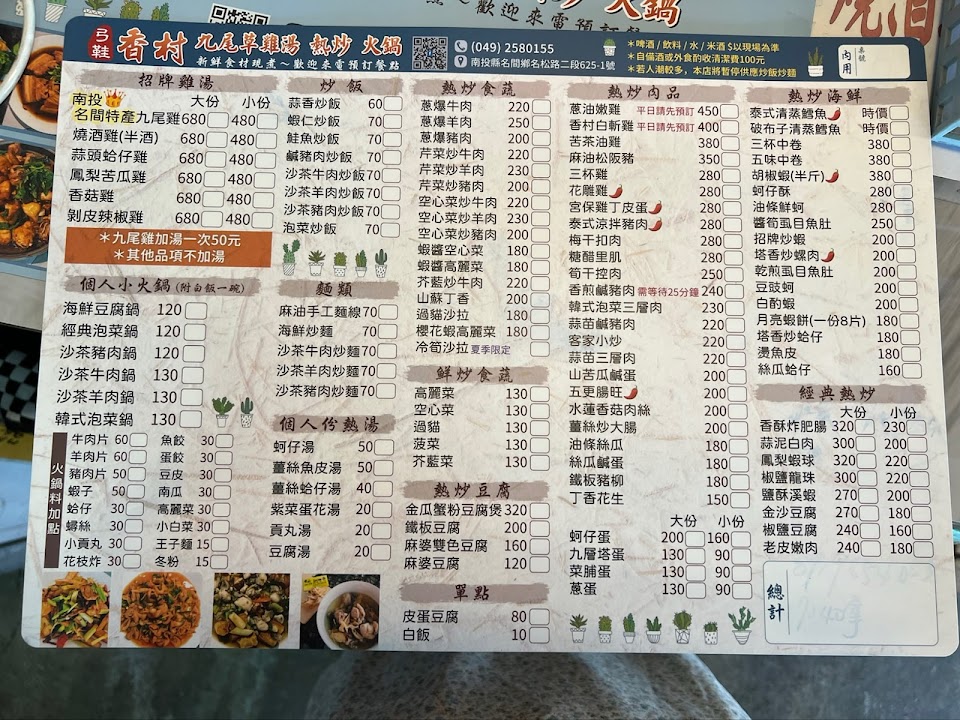 弓鞋 香村 九尾草雞湯 熱炒 火鍋
新鮮食材現煮~歡迎來電預訂餐點
(049) 2580155
南投縣名間鄉名松路二段625-1號
＊啤酒 / 飲料 / 水 / 米酒 $以現場為準
＊自備酒或外食酌收清潔費100元
＊若人潮較多，本店將暫停供應炒飯炒麵
桌號
內用
招牌雞湯
大份 小份
南投
名間特產九尾雞 680 480
燒酒雞(半酒) 680 480
蒜頭蛤仔雞 680 480
鳳梨苦瓜雞 680 480
香菇雞 680 480
剝皮辣椒雞 680 480
＊九尾雞加湯一次50元
＊其他品項不加湯
個人小火鍋 (附白飯一碗)
海鮮豆腐鍋 120
經典泡菜鍋 120
沙茶豬肉鍋 120
沙茶牛肉鍋 130
沙茶羊肉鍋 130
韓式泡菜鍋 130
火鍋料加點
牛肉片 60 魚餃 30
羊肉片 60 蛋餃 30
豬肉片 50 豆皮 30
蝦子 50 南瓜 30
蛤仔 30 高麗菜 30
蟳絲 30 小白菜 30
小貢丸 30 王子麵 15
花枝炸 30 冬粉 15
炒飯
蒜香炒飯 60
蝦仁炒飯 70
鮭魚炒飯 70
鹹豬肉炒飯 70
沙茶牛肉炒飯 70
沙茶羊肉炒飯 70
沙茶豬肉炒飯 70
泡菜炒飯 70
麵類
麻油手工麵線 70
海鮮炒麵 70
沙茶牛肉炒麵 70
沙茶羊肉炒麵 70
沙茶豬肉炒麵 70
個人份熱湯
蚵仔湯 50
薑絲魚皮湯 50
薑絲蛤仔湯 40
紫菜蛋花湯 20
貢丸湯 20
豆腐湯 20
熱炒食蔬
蔥爆牛肉 220
蔥爆羊肉 250
蔥爆豬肉 200
芹菜炒牛肉 220
芹菜炒羊肉 230
芹菜炒豬肉 200
空心菜炒牛肉 220
空心菜炒羊肉 230
空心菜炒豬肉 200
蝦醬空心菜 180
蝦醬高麗菜 180
芥藍炒牛肉 220
山蘇丁香 200
過貓沙拉 180
櫻花蝦高麗菜 180
冷筍沙拉 夏季限定
鮮炒食蔬
高麗菜 130
空心菜 130
過貓 130
菠菜 130
芥藍菜 130
熱炒豆腐
金瓜蟹粉豆腐煲 320
鐵板豆腐 200
麻婆雙色豆腐 160
麻婆豆腐 120
單點
皮蛋豆腐 80
白飯 10
熱炒肉品
蔥油嫩雞 平日請先預訂 450
香村白斬雞 平日請先預訂 400
苦茶油雞 380
麻油松阪豬 350
三杯雞 280
花雕雞 280
宮保雞丁皮蛋 280
泰式涼拌豬肉 280
梅干扣肉 280
糖醋里肌 280
筍干控肉 250
香煎鹹豬肉 需等待25分鐘 240
韓式泡菜三層肉 230
蒜苗鹹豬肉 220
客家小炒 220
蒜苗三層肉 220
山苦瓜鹹蛋 200
五更腸旺 200
水蓮香菇肉絲 200
薑絲炒大腸 200
油條絲瓜 180
絲瓜鹹蛋 180
鐵板豬柳 180
丁香花生 150
大份 小份
蚵仔蛋 200 160
九層塔蛋 130 90
菜脯蛋 130 90
蔥蛋 130 90
熱炒海鮮
泰式清蒸鱈魚 時價
破布子清蒸鱈魚 時價
三杯中卷 380
五味中卷 380
胡椒蝦(半斤) 380
蚵仔酥 280
油條鮮蚵 280
醬筍虱目魚肚 200
招牌炒蝦 200
塔香炒螺肉 200
乾煎虱目魚肚 200
豆豉蚵 200
白酌蝦 200
月亮蝦餅(一份8片) 180
塔香炒蛤仔 180
燙魚皮 180
絲瓜蛤仔 160
經典熱炒
大份 小份
香酥炸肥腸 320 230
蒜泥白肉 300 200
鳳梨蝦球 320 220
椒鹽龍珠 300 220
鹽酥溪蝦 270 200
金沙豆腐 270 180
椒鹽豆腐 240 160
老皮嫩肉 240 180
總計